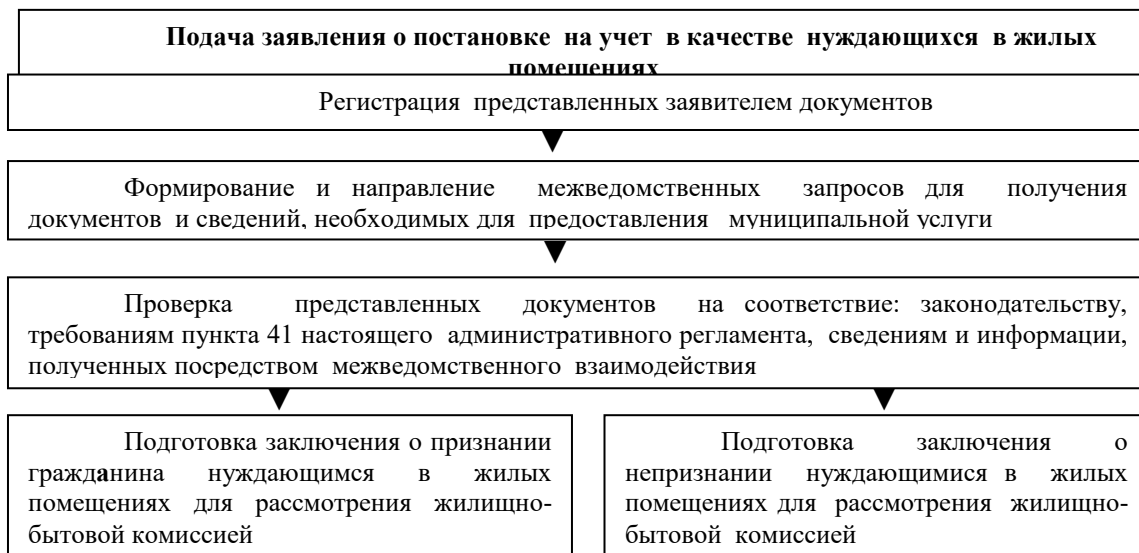 Подача заявления о постановке на учет в качестве нуждающихся в жилых
помещениях
Регистрация представленных заявителем документов
Формирование и направление межведомственных запросов для получения
документов и сведений, необходимых для предоставления муниципальной услуги
Проверка представленных документов на соответствие: законодательству,
требованиям пункта 41 настоящего административного регламента, сведениям и информации,
полученных посредством межведомственного взаимодействия
Подготовка заключения о признании
гражданина нуждающимся в жилых
помещениях для рассмотрения жилищно-
бытовой комиссией
Подготовка заключения о
непризнании нуждающимися в жилых
помещениях для рассмотрения жилищно-
бытовой комиссией